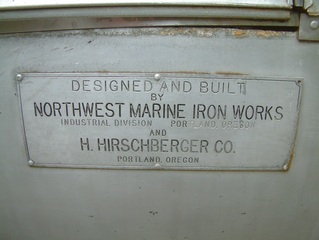 DESIGNED AND BUILT
BY
NORTHWEST MARINE IRON WORKS
INDUSTRIAL DIVISION PORTLAND, OREGON
AND
H. HIRSCHBERGER CO.
PORTLAND, OREGON